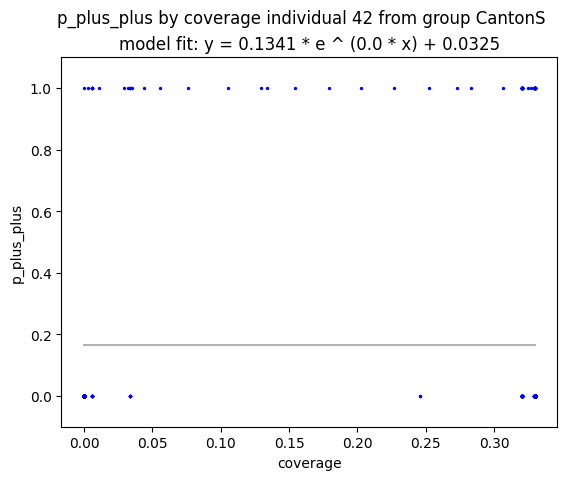 p_plus_plus by coverage individual 42 from group CantonS
model fit: y = 0.1341 * e ^ (0.0 * x) + 0.0325
p_plus_plus
1.0
0.8
0.6
0.4
0.2
0.0
0.00 0.05 0.10 0.15 0.20 0.25 0.30
coverage